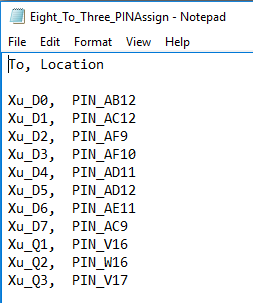 Eight_To_Three_PINAssign - Notepad
File Edit Format View Help
To, Location
Xu_D0, PIN_AB12
Xu_D1, PIN_AC12
Xu_D2, PIN_AF9
Xu_D3, PIN_AF10
Xu_D4, PIN_AD11
Xu_D5, PIN_AD12
Xu_D6, PIN_AE11
Xu_D7, PIN_AC9
Xu_Q1, PIN_V16
Xu_Q2, PIN_W16
Xu_Q3, PIN_V17